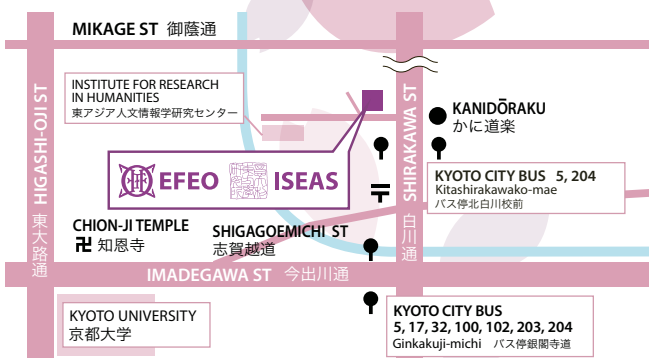 MIKAGE ST 御蔭通
HIGASHI-OJI ST 東大路通
INSTITUTE FOR RESEARCH
IN HUMANITIES
東アジア人文情報学研究センター
EFEO ISEAS
SHIRAKAWA ST 白川通
KANIDŌRAKU
かに道楽
KYOTO CITY BUS 5, 204
Kitashirakawako-mae
バス停北白川校前
CHION-JI TEMPLE
卍 知恩寺
SHIGAGOEMICHI ST
志賀越道
IMADEGAWA ST 今出川通
KYOTO UNIVERSITY
京都大学
KYOTO CITY BUS
5, 17, 32, 100, 102, 203, 204
Ginkakuji-michi バス停銀閣寺道